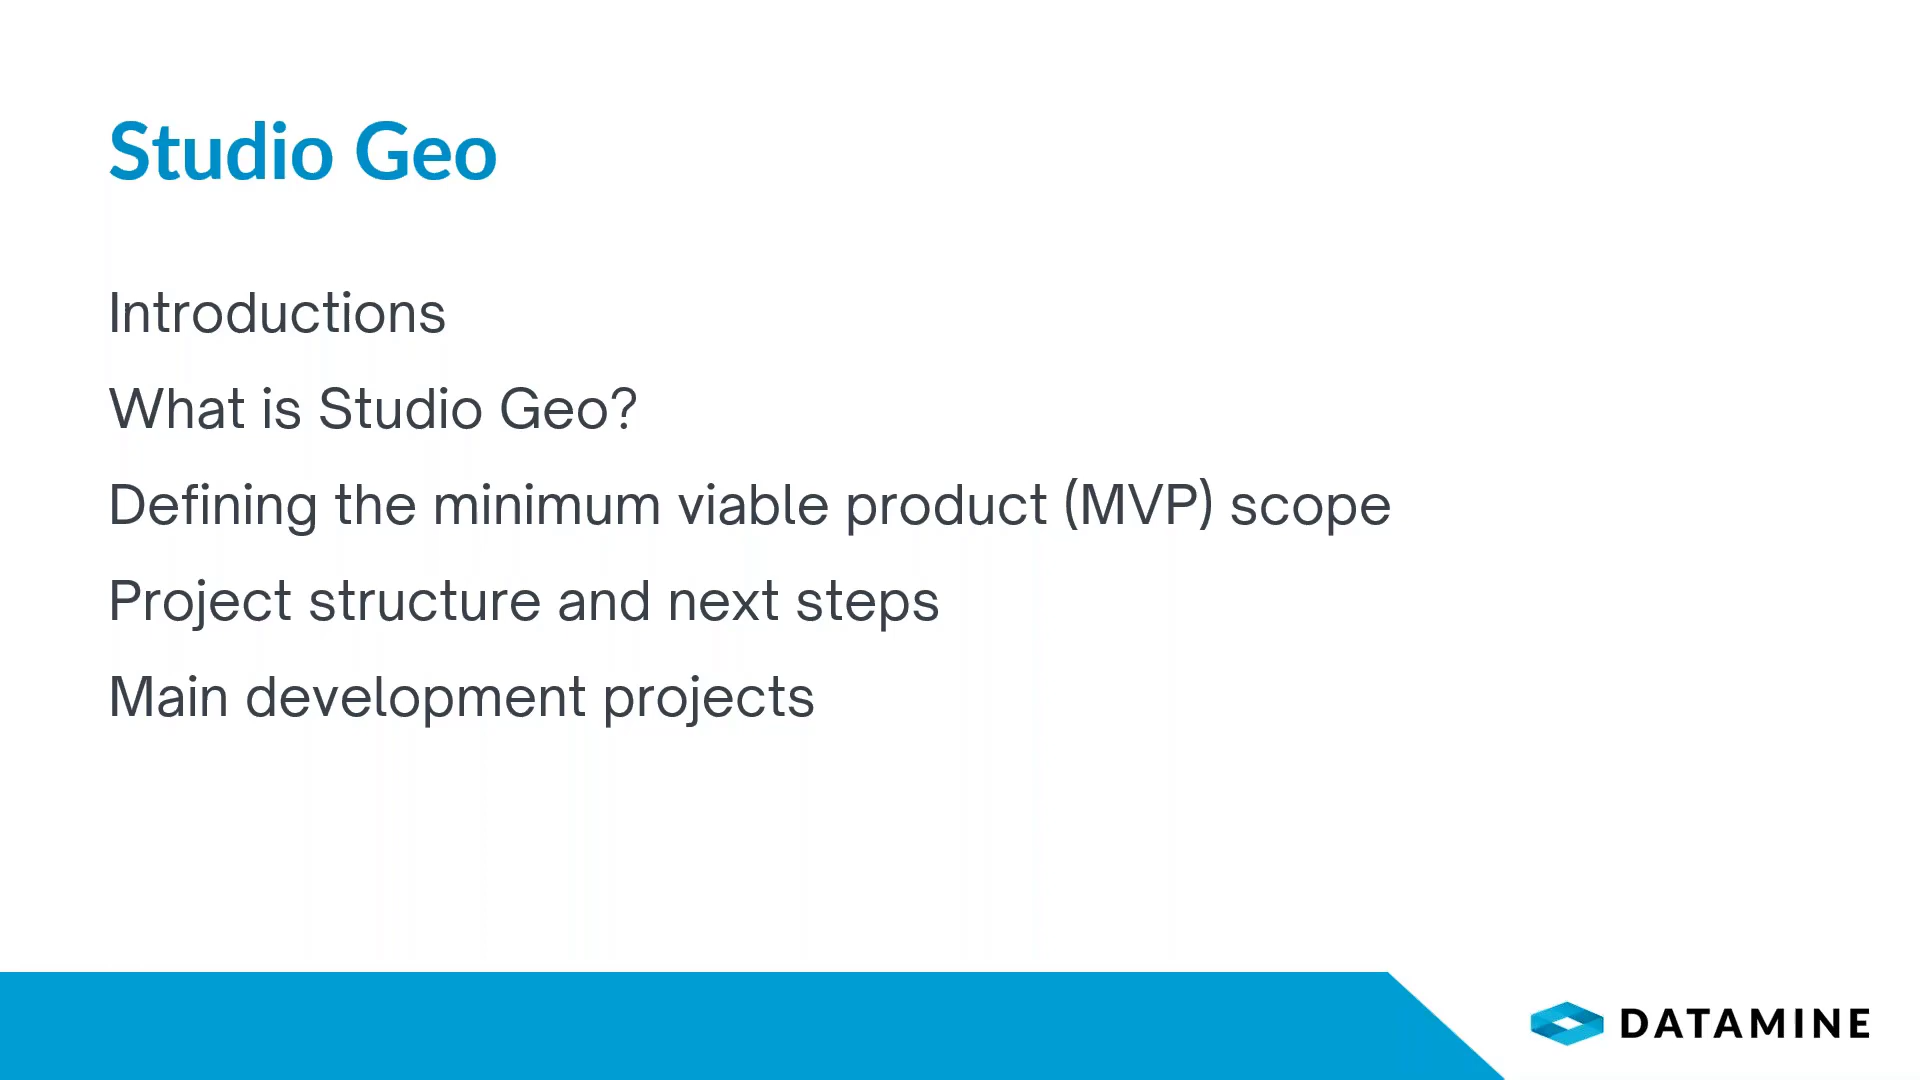 Studio Geo
Introductions
What is Studio Geo?
Defining the minimum viable product (MVP) scope
Project structure and next steps
Main development projects
DATAMINE